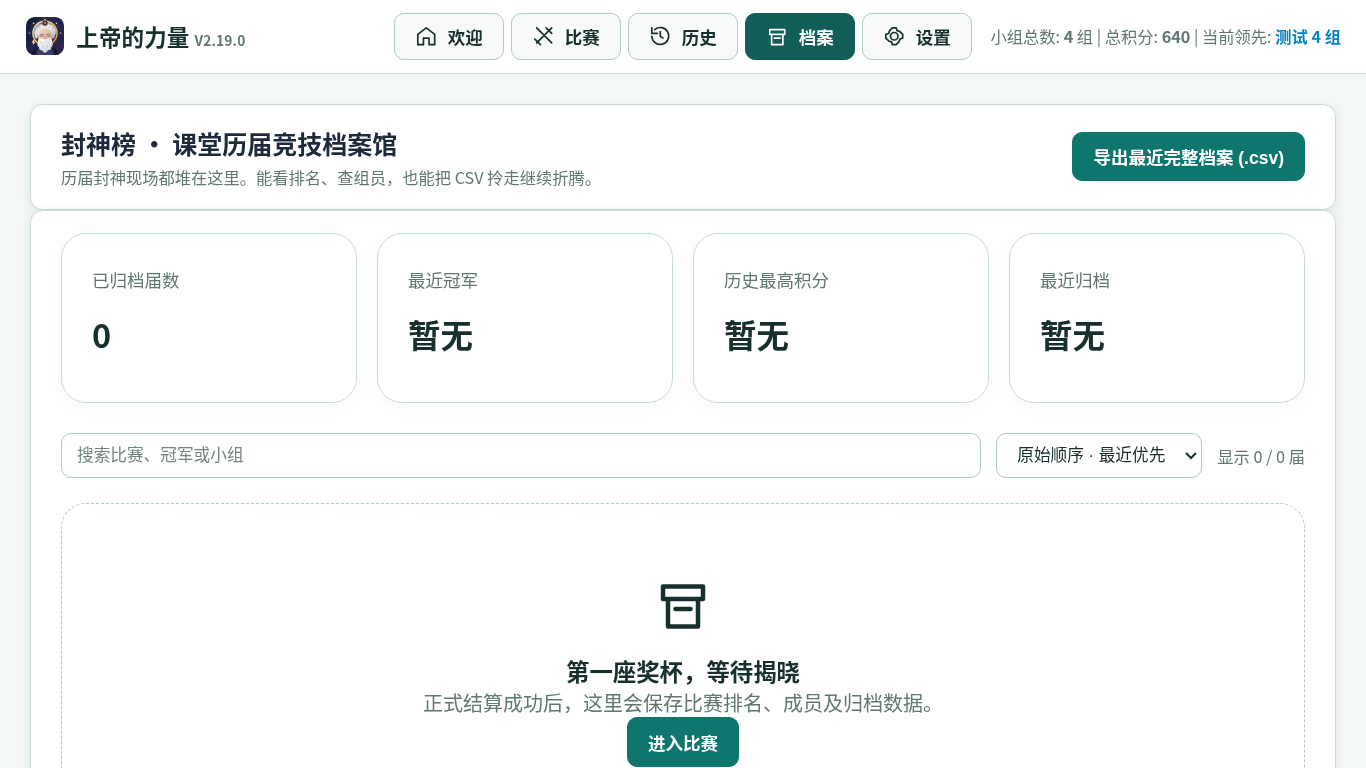 上帝的力量 V2.19.0
欢迎
比赛
历史
档案
设置
小组总数: 4 组 | 总积分: 640 | 当前领先: 测试 4 组
封神榜 · 课堂历届竞技档案馆
历届封神现场都堆在这里。能看排名、查组员，也能把 CSV 拎走继续折腾。
导出最近完整档案 (.csv)
已归档届数
0
最近冠军
暂无
历史最高积分
暂无
最近归档
暂无
搜索比赛、冠军或小组
原始顺序 · 最近优先
显示 0 / 0 届
第一座奖杯，等待揭晓
正式结算成功后，这里会保存比赛排名、成员及归档数据。
进入比赛